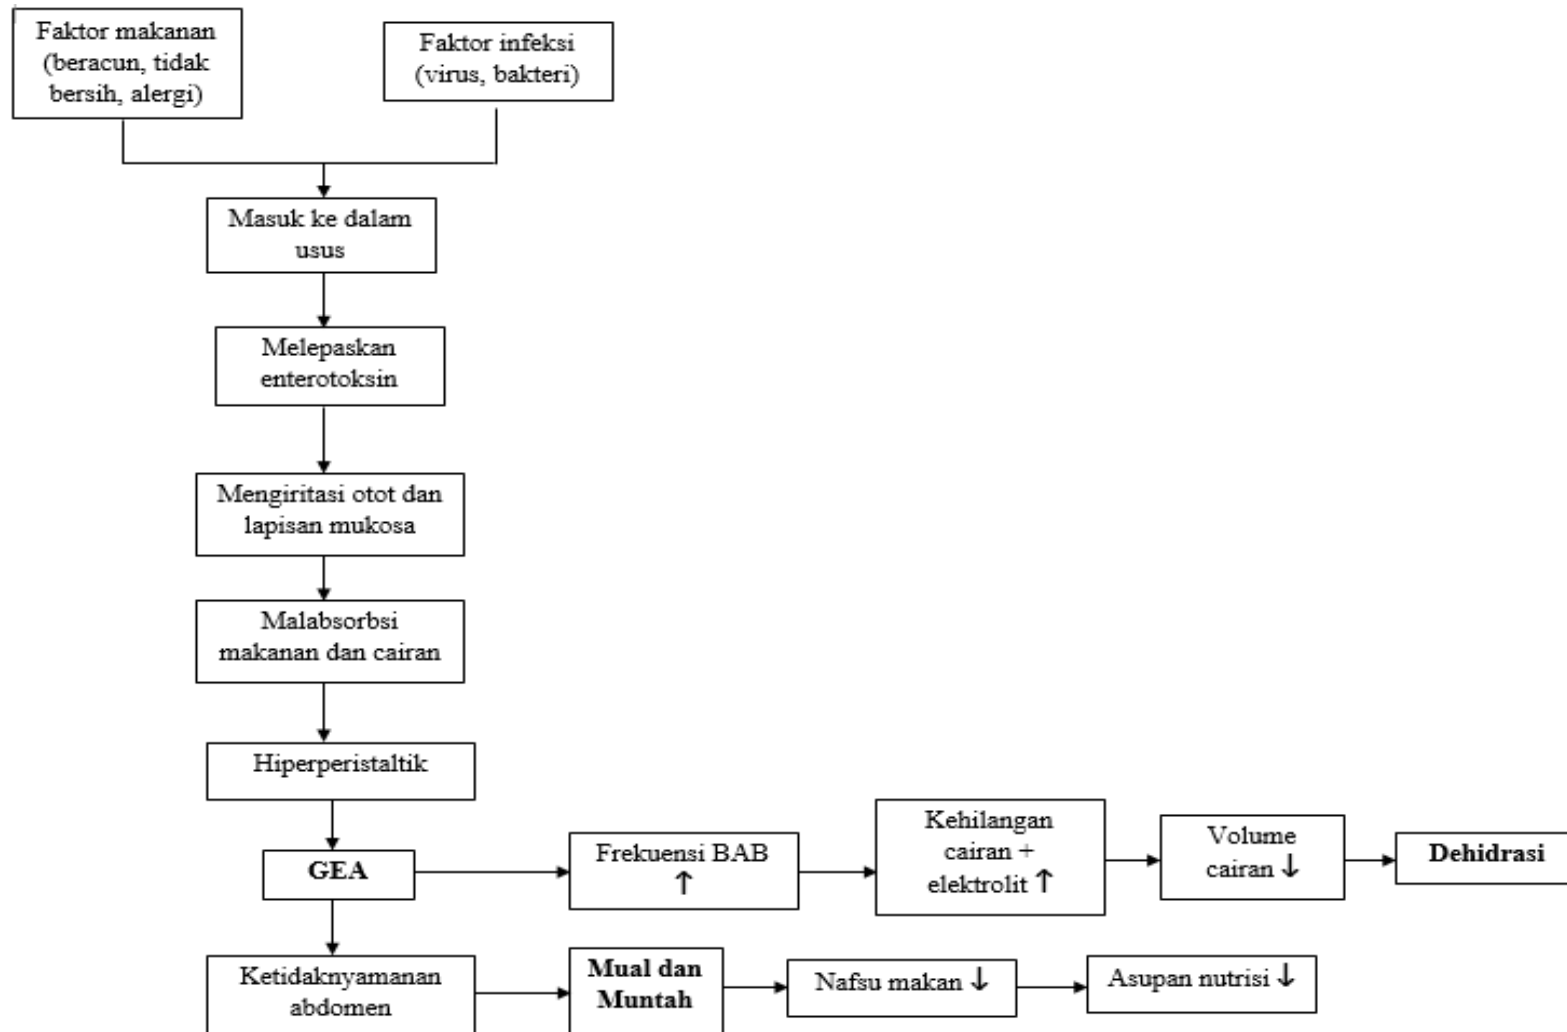 Faktor makanan
(beracun, tidak
bersih, alergi)
Faktor infeksi
(virus, bakteri)
Masuk ke dalam
usus
Melepaskan
enterotoksin
Mengiritasi otot dan
lapisan mukosa
Malabsorbsi
makanan dan cairan
Hiperperistaltik
GEA
Frekuensi BAB
↑
Kehilangan
cairan +
elektrolit ↑
Volume
cairan ↓
Dehidrasi
Ketidaknyamanan
abdomen
Mual dan
Muntah
Nafsu makan ↓
Asupan nutrisi ↓